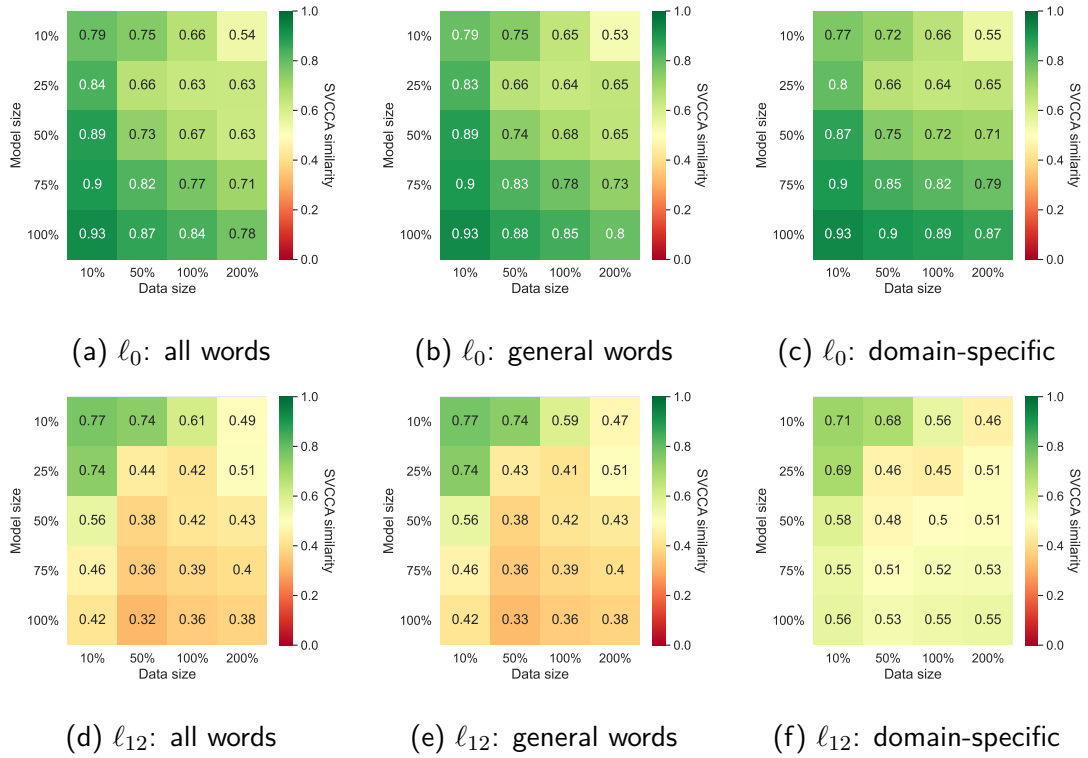 10% 0.79 0.75 0.66 0.54
25% 0.84 0.66 0.63 0.63
50% 0.89 0.73 0.67 0.63
75% 0.9 0.82 0.77 0.71
100% 0.93 0.87 0.84 0.78
10% 50% 100% 200%
Data size
Model size
1.0
0.8
0.6
0.4
0.2
0.0
SVCCA similarity
(a) ℓ0: all words
10% 0.79 0.75 0.65 0.53
25% 0.83 0.66 0.64 0.63
50% 0.89 0.74 0.68 0.65
75% 0.9 0.83 0.78 0.73
100% 0.93 0.88 0.85 0.8
10% 50% 100% 200%
Data size
Model size
1.0
0.8
0.6
0.4
0.2
0.0
SVCCA similarity
(b) ℓ0: general words
10% 0.77 0.72 0.66 0.55
25% 0.8 0.66 0.64 0.65
50% 0.87 0.75 0.72 0.71
75% 0.9 0.85 0.82 0.79
100% 0.93 0.9 0.89 0.87
10% 50% 100% 200%
Data size
Model size
1.0
0.8
0.6
0.4
0.2
0.0
SVCCA similarity
(c) ℓ0: domain-specific
10% 0.77 0.74 0.61 0.49
25% 0.74 0.44 0.42 0.51
50% 0.56 0.38 0.42 0.43
75% 0.46 0.36 0.39 0.4
100% 0.42 0.32 0.36 0.38
10% 50% 100% 200%
Data size
Model size
1.0
0.8
0.6
0.4
0.2
0.0
SVCCA similarity
(d) ℓ12: all words
10% 0.77 0.74 0.59 0.47
25% 0.74 0.43 0.41 0.51
50% 0.56 0.38 0.42 0.43
75% 0.46 0.36 0.39 0.4
100% 0.42 0.33 0.36 0.38
10% 50% 100% 200%
Data size
Model size
1.0
0.8
0.6
0.4
0.2
0.0
SVCCA similarity
(e) ℓ12: general words
10% 0.71 0.68 0.56 0.46
25% 0.69 0.46 0.45 0.51
50% 0.58 0.48 0.5 0.51
75% 0.55 0.51 0.52 0.53
100% 0.56 0.53 0.55 0.55
10% 50% 100% 200%
Data size
Model size
1.0
0.8
0.6
0.4
0.2
0.0
SVCCA similarity
(f) ℓ12: domain-specific